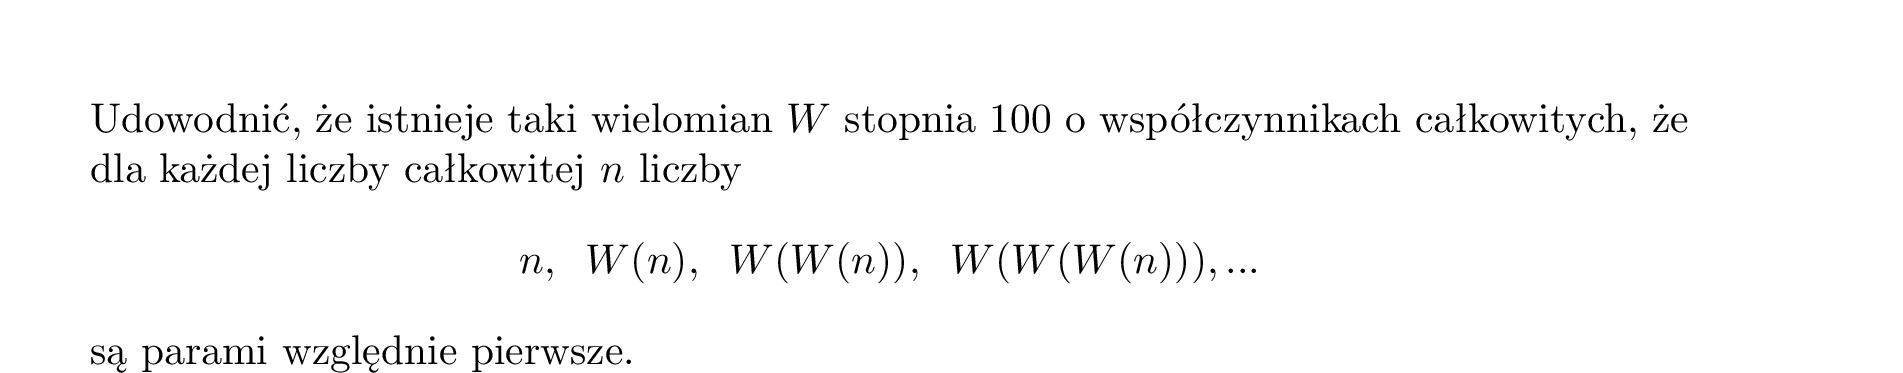 Udowodnić, że istnieje taki wielomian W stopnia 100 o współczynnikach całkowitych, że
dla każdej liczby całkowitej n liczby
n, W(n), W(W(n)), W(W(W(n))), ...
są parami względnie pierwsze.